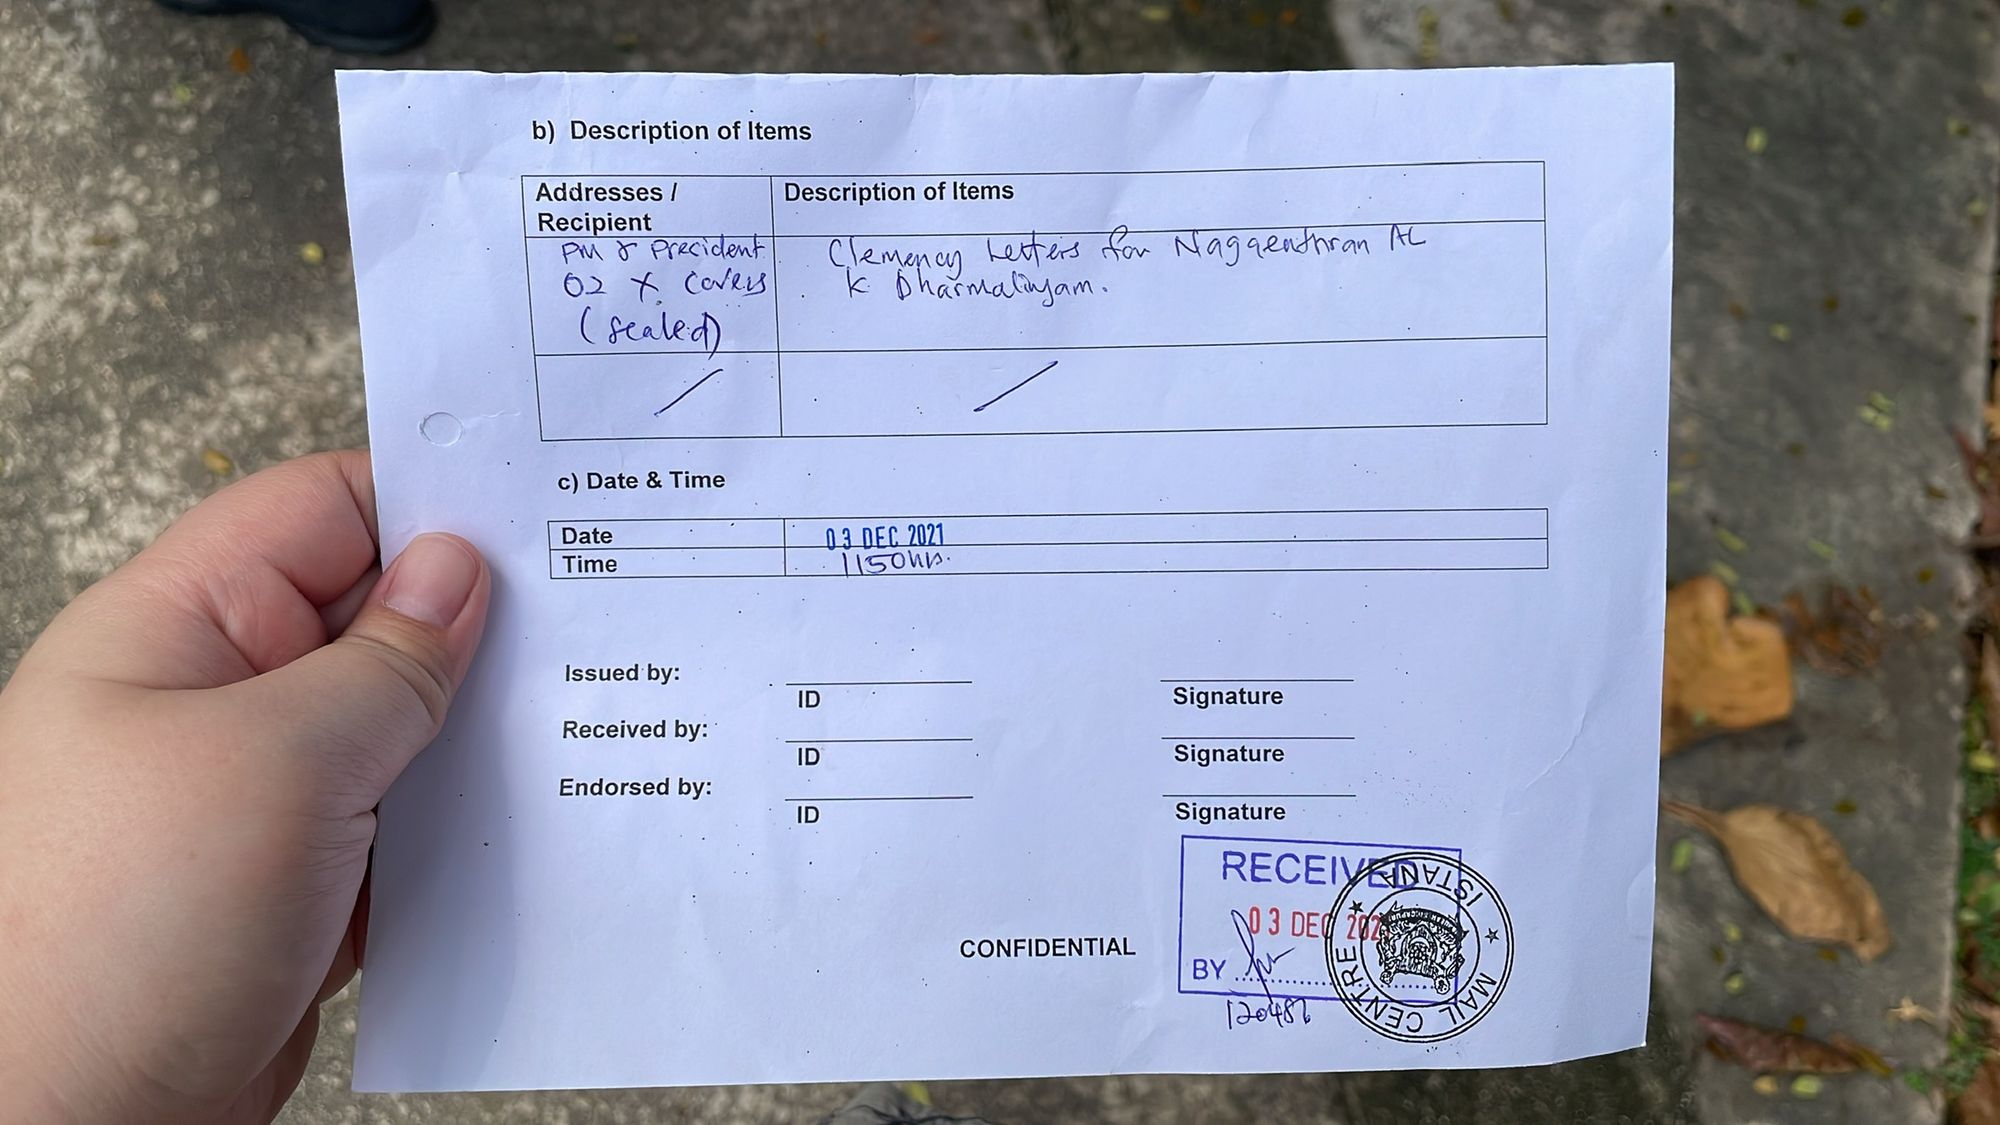 b) Description of Items
Addresses /
Recipient
Description of Items
PM & Precident
02 X covers
(sealed)
Clemency Letters for Nagaenthran AL
K Dharmalingam.
c) Date & Time
Date
03 DEC 2021
Time
1150hrs.
Issued by:
ID
Signature
Received by:
ID
Signature
Endorsed by:
ID
Signature
CONFIDENTIAL
RECEIVED
03 DEC 202
BY
ISTANA
MAIL CENTRE